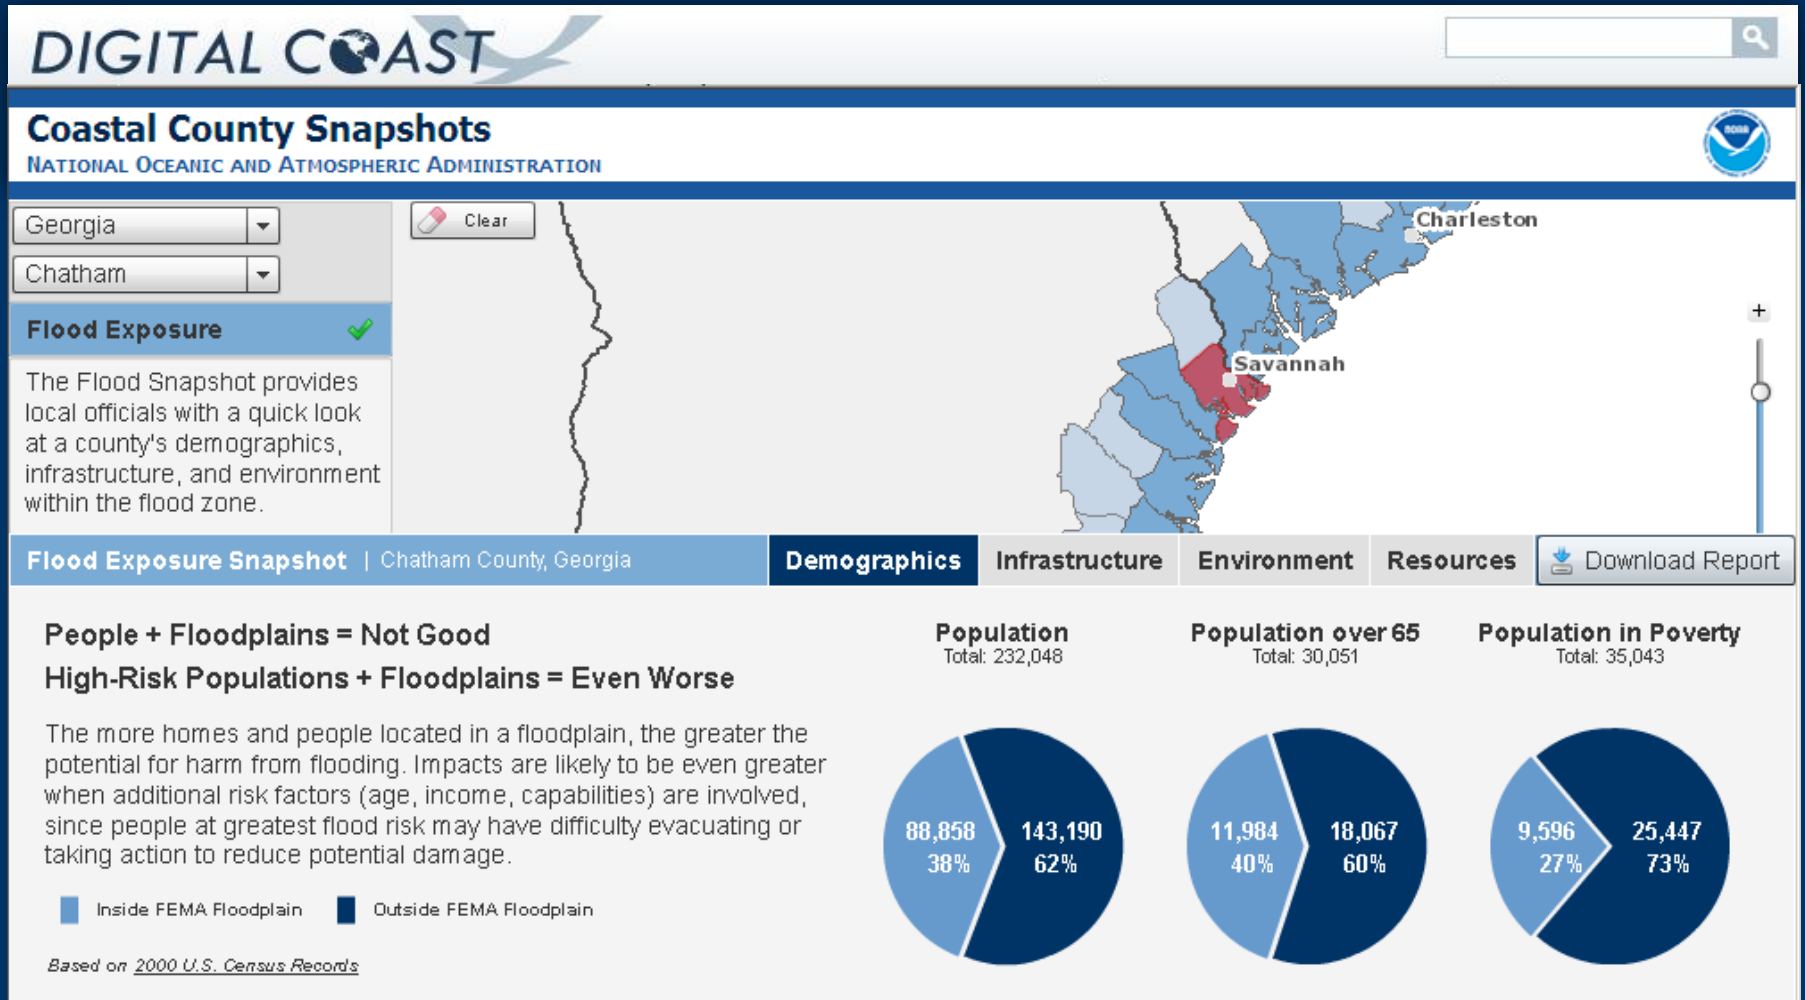 DIGITAL COAST
Coastal County Snapshots
NATIONAL OCEANIC AND ATMOSPHERIC ADMINISTRATION
NOAA
Georgia
Chatham
Clear
Charleston
Savannah
+
Flood Exposure
The Flood Snapshot provides
local officials with a quick look
at a county's demographics,
infrastructure, and environment
within the flood zone.
Flood Exposure Snapshot | Chatham County, Georgia
Demographics
Infrastructure
Environment
Resources
Download Report
People + Floodplains = Not Good
High-Risk Populations + Floodplains = Even Worse
The more homes and people located in a floodplain, the greater the
potential for harm from flooding. Impacts are likely to be even greater
when additional risk factors (age, income, capabilities) are involved,
since people at greatest flood risk may have difficulty evacuating or
taking action to reduce potential damage.
Inside FEMA Floodplain
Outside FEMA Floodplain
Based on 2000 U.S. Census Records
Population
Total: 232,048
88,858
38%
143,190
62%
Population over 65
Total: 30,051
11,984
40%
18,067
60%
Population in Poverty
Total: 35,043
9,596
27%
25,447
73%